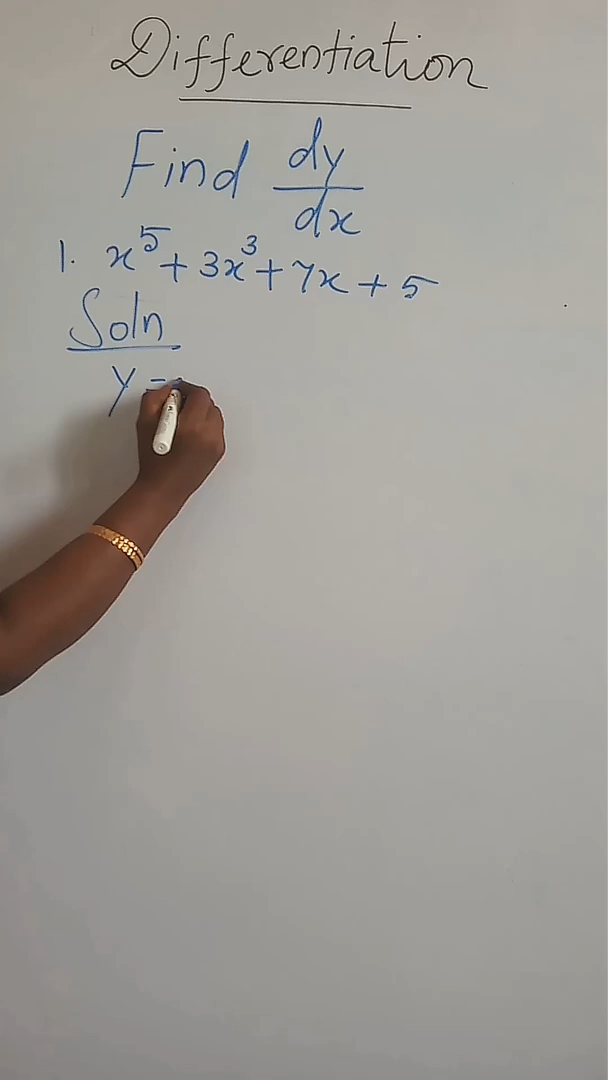 Differentiation
Find dy/dx
1. x⁵ + 3x³ + 7x + 5
Soln
y =